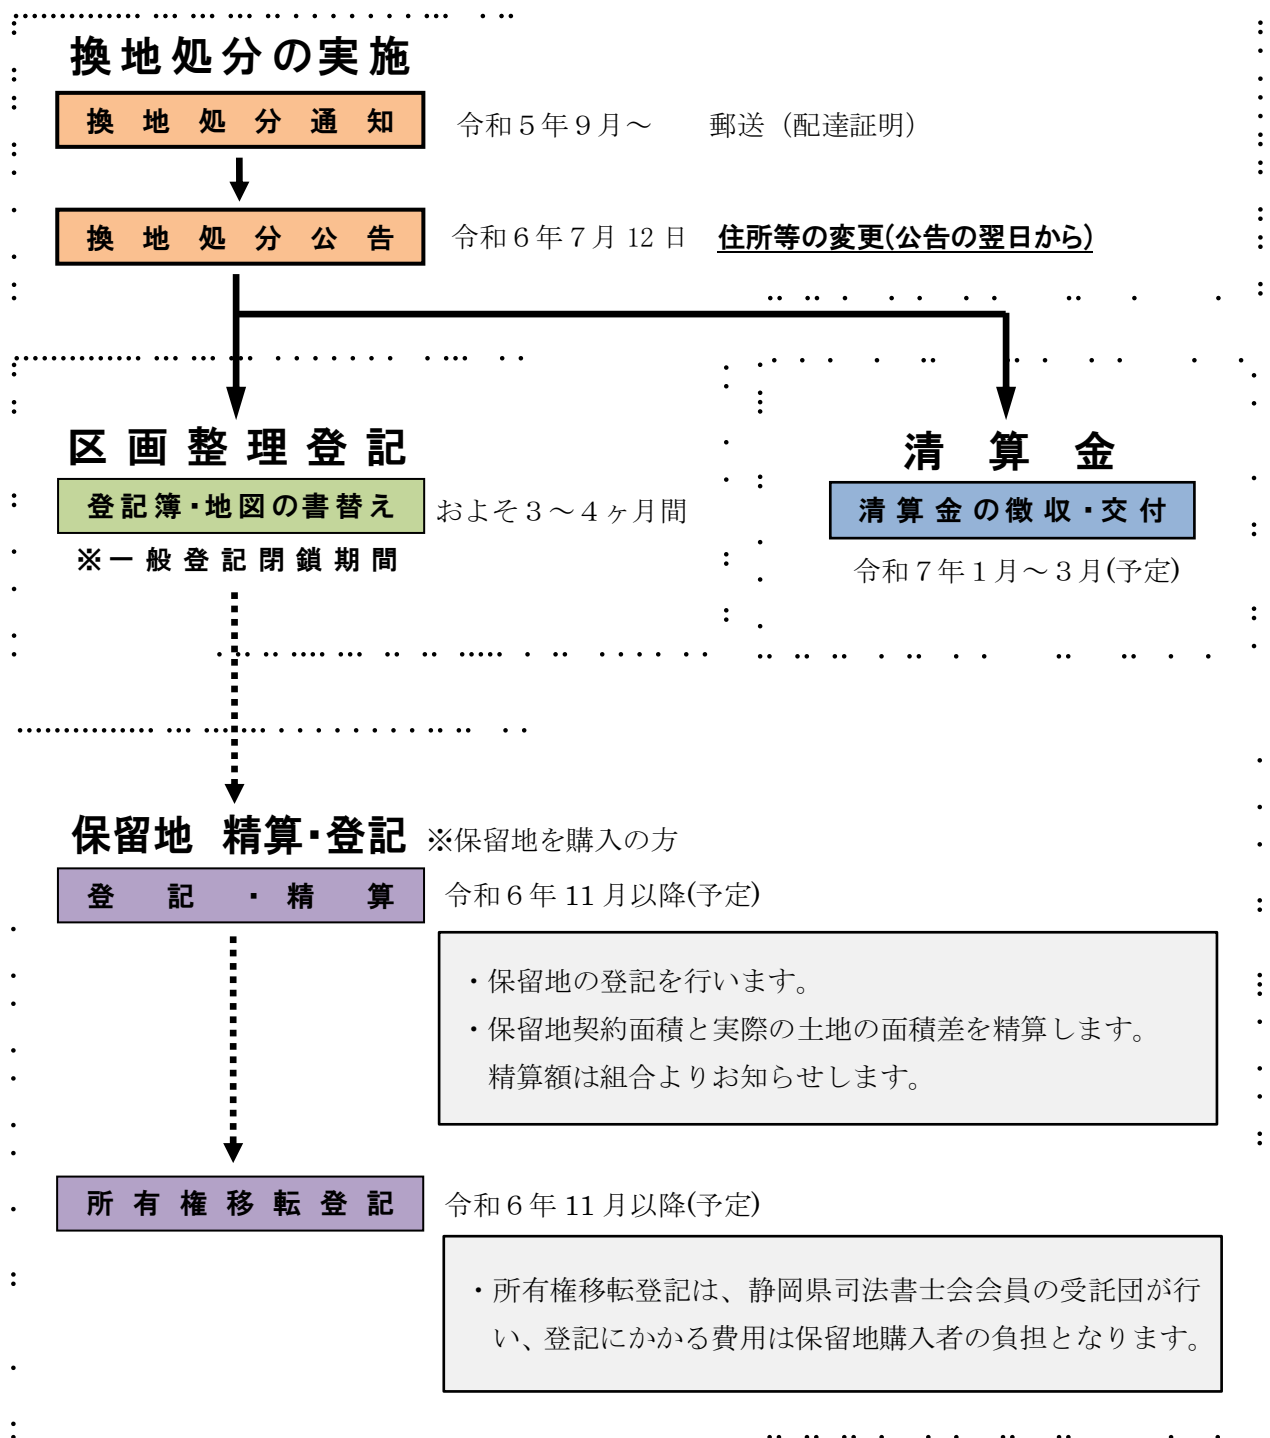 換地処分の実施
換地処分通知 令和5年9月～ 郵送（配達証明）
換地処分公告 令和6年7月12日 住所等の変更(公告の翌日から)
区画整理登記
登記簿・地図の書替え およそ３～４ヶ月間
※一般登記閉鎖期間
清算金
清算金の徴収・交付
令和７年１月～３月(予定)
保留地 精算・登記 ※保留地を購入の方
登記・精算 令和６年11月以降(予定)
・保留地の登記を行います。
・保留地契約面積と実際の土地の面積差を精算します。
精算額は組合よりお知らせします。
所有権移転登記 令和６年11月以降(予定)
・所有権移転登記は、静岡県司法書士会会員の受託団が行
い、登記にかかる費用は保留地購入者の負担となります。